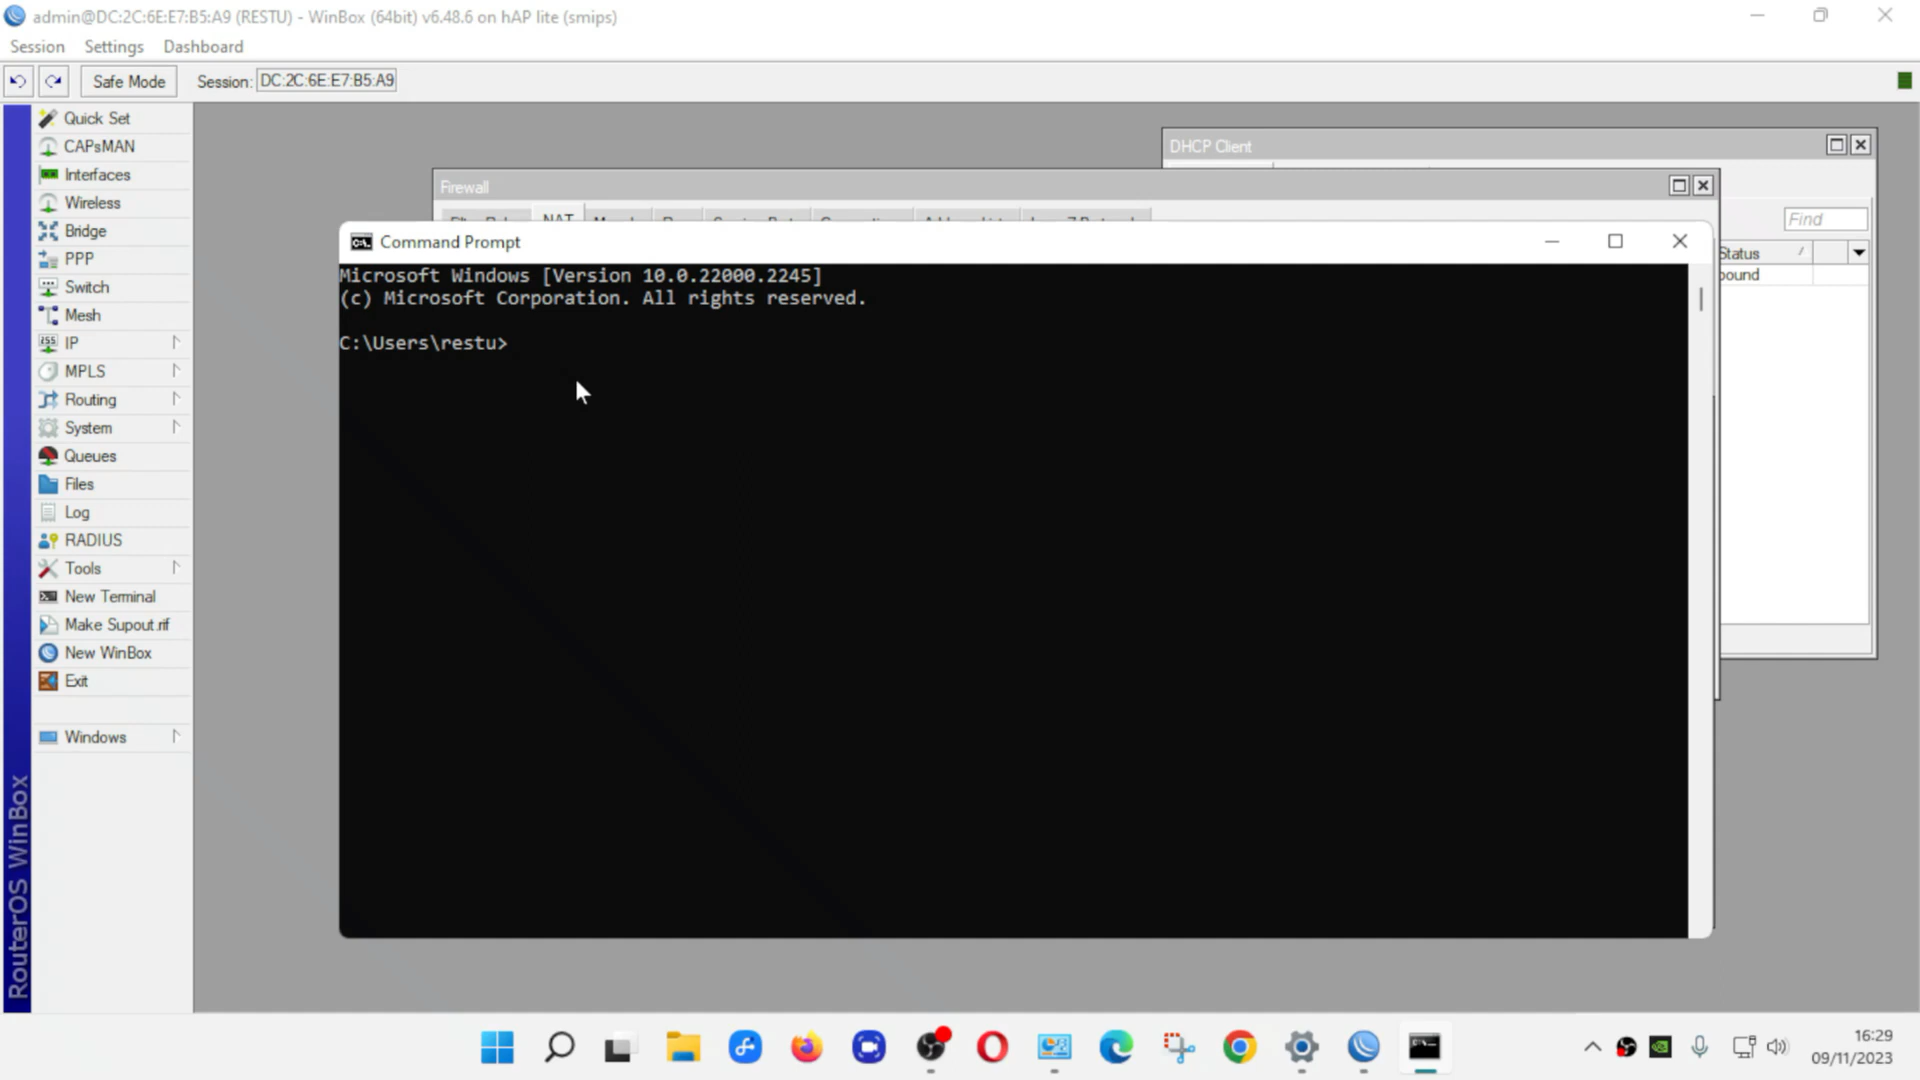 admin@DC:2C:6E:E7:B5:A9 (RESTU) - WinBox (64bit) v6.48.6 on hAP lite (smips)
Session Settings Dashboard
Safe Mode Session: DC:2C:6E:E7:B5:A9
Quick Set
CAPsMAN
Interfaces
Wireless
Bridge
PPP
Switch
Mesh
IP
MPLS
Routing
System
Queues
Files
Log
RADIUS
Tools
New Terminal
Make Supout.rif
New WinBox
Exit
Windows
RouterOS WinBox
DHCP Client
Find
Status
bound
Firewall
NAT
Command Prompt
Microsoft Windows [Version 10.0.22000.2245]
(c) Microsoft Corporation. All rights reserved.
C:\Users\restu>
16:29
09/11/2023